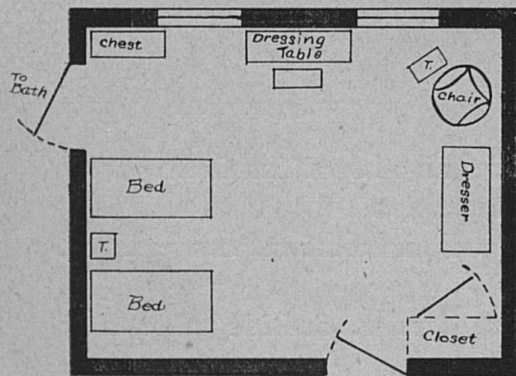 Chest
Dressing
Table
T.
Chair
To
Bath
Bed
Dresser
T.
Bed
Closet